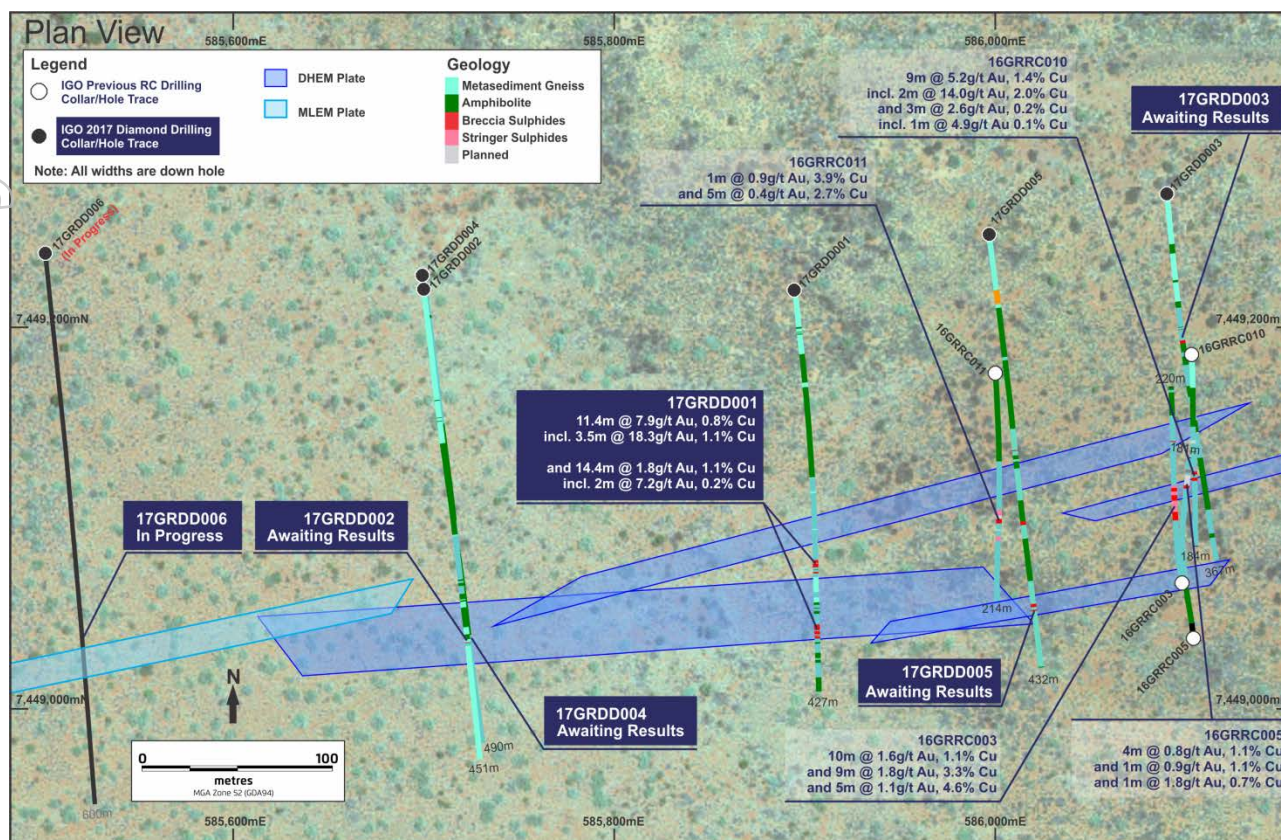 Plan View
585,600mE
585,800mE
586,000mE
Legend
IGO Previous RC Drilling
Collar/Hole Trace
IGO 2017 Diamond Drilling
Collar/Hole Trace
Note: All widths are down hole
DHEM Plate
MLEM Plate
Geology
Metasediment Gneiss
Amphibolite
Breccia Sulphides
Stringer Sulphides
Planned
16GRRC010
9m @ 5.2g/t Au, 1.4% Cu
incl. 2m @ 14.0g/t Au, 2.0% Cu
and 3m @ 2.6g/t Au, 0.2% Cu
incl. 1m @ 4.9g/t Au 0.1% Cu
17GRDD003
Awaiting Results
16GRRC011
1m @ 0.9g/t Au, 3.9% Cu
and 5m @ 0.4g/t Au, 2.7% Cu
17GRDD006
(In Progress)
17GRDD004
17GRDD002
17GRDD001
17GRDD005
17GRDD003
7,449,200mN
7,449,200mN
16GRRC011
16GRRC010
220m
181m
17GRDD001
11.4m @ 7.9g/t Au, 0.8% Cu
incl. 3.5m @ 18.3g/t Au, 1.1% Cu
and 14.4m @ 1.8g/t Au, 1.1% Cu
incl. 2m @ 7.2g/t Au, 0.2% Cu
17GRDD006
In Progress
17GRDD002
Awaiting Results
184m
367m
214m
16GRRC003
16GRRC005
17GRDD005
Awaiting Results
432m
427m
7,449,000mN
7,449,000mN
N
17GRDD004
Awaiting Results
490m
451m
600m
0 100
metres
MGA Zone 52 (GDA94)
16GRRC003
10m @ 1.6g/t Au, 1.1% Cu
and 9m @ 1.8g/t Au, 3.3% Cu
and 5m @ 1.1g/t Au, 4.6% Cu
16GRRC005
4m @ 0.8g/t Au, 1.1% Cu
and 1m @ 0.9g/t Au, 1.1% Cu
and 1m @ 1.8g/t Au, 0.7% Cu
585,600mE
585,800mE
586,000mE